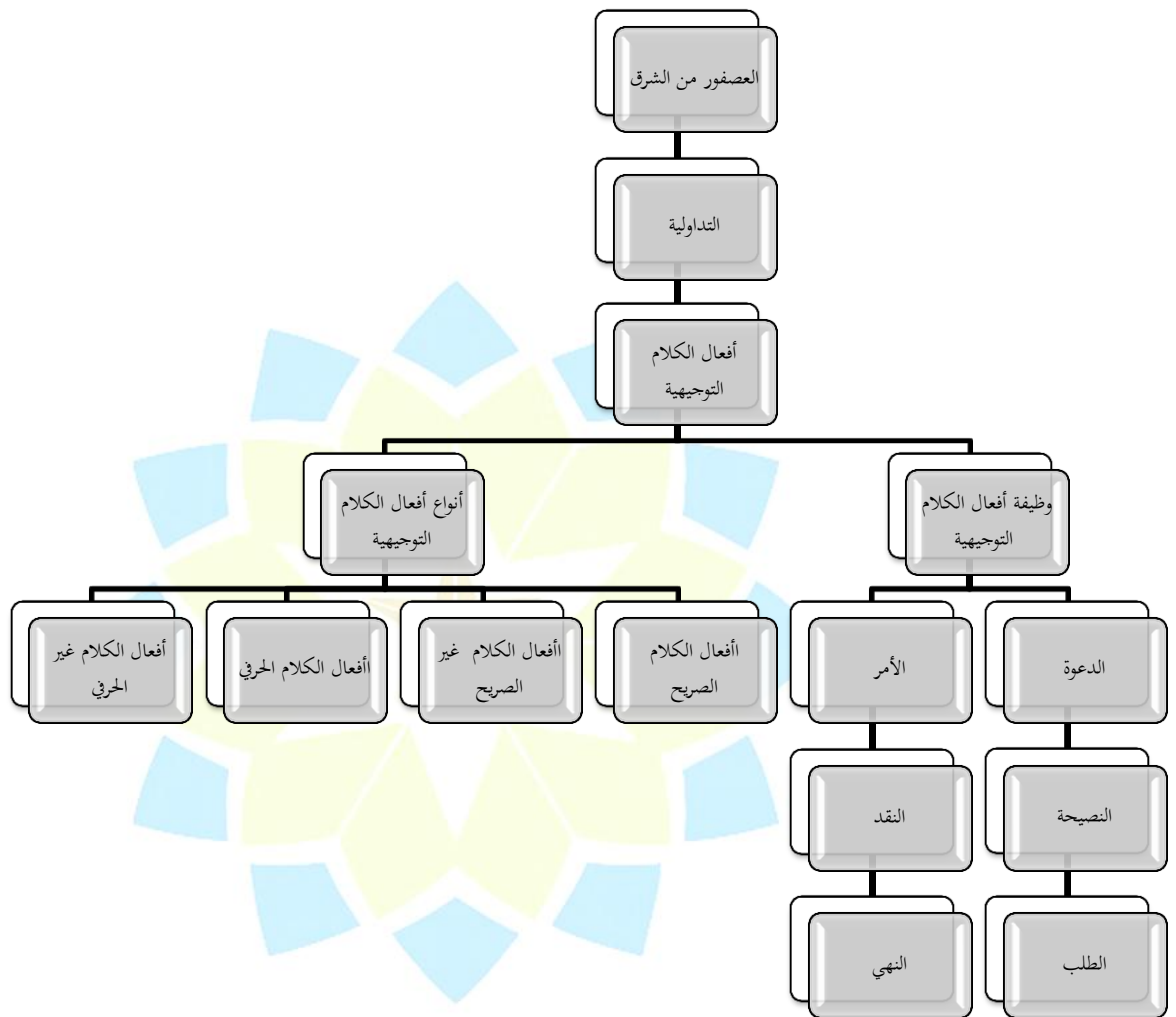 العصفور من الشرق
التداولية
أفعال الكلام
التوجيهية
وظيفة أفعال الكلام
التوجيهية
أنواع أفعال الكلام
التوجيهية
الدعوة
الأمر
اأفعال الكلام
الصريح
اأفعال الكلام غير
الصريح
اأفعال الكلام الحرفي
أفعال الكلام غير
الحرفي
النصيحة
النقد
الطلب
النهي